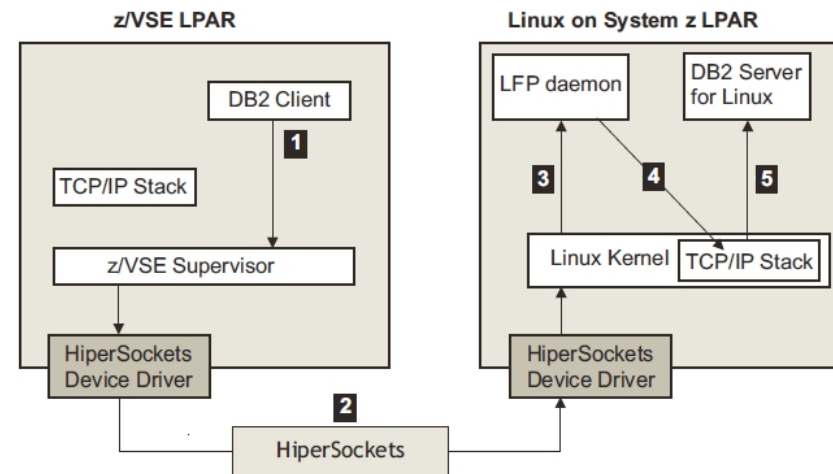 z/VSE LPAR
Linux on System z LPAR
DB2 Client
1
TCP/IP Stack
z/VSE Supervisor
HiperSockets
Device Driver
2
HiperSockets
LFP daemon
DB2 Server
for Linux
3
4
5
Linux Kernel
TCP/IP Stack
HiperSockets
Device Driver